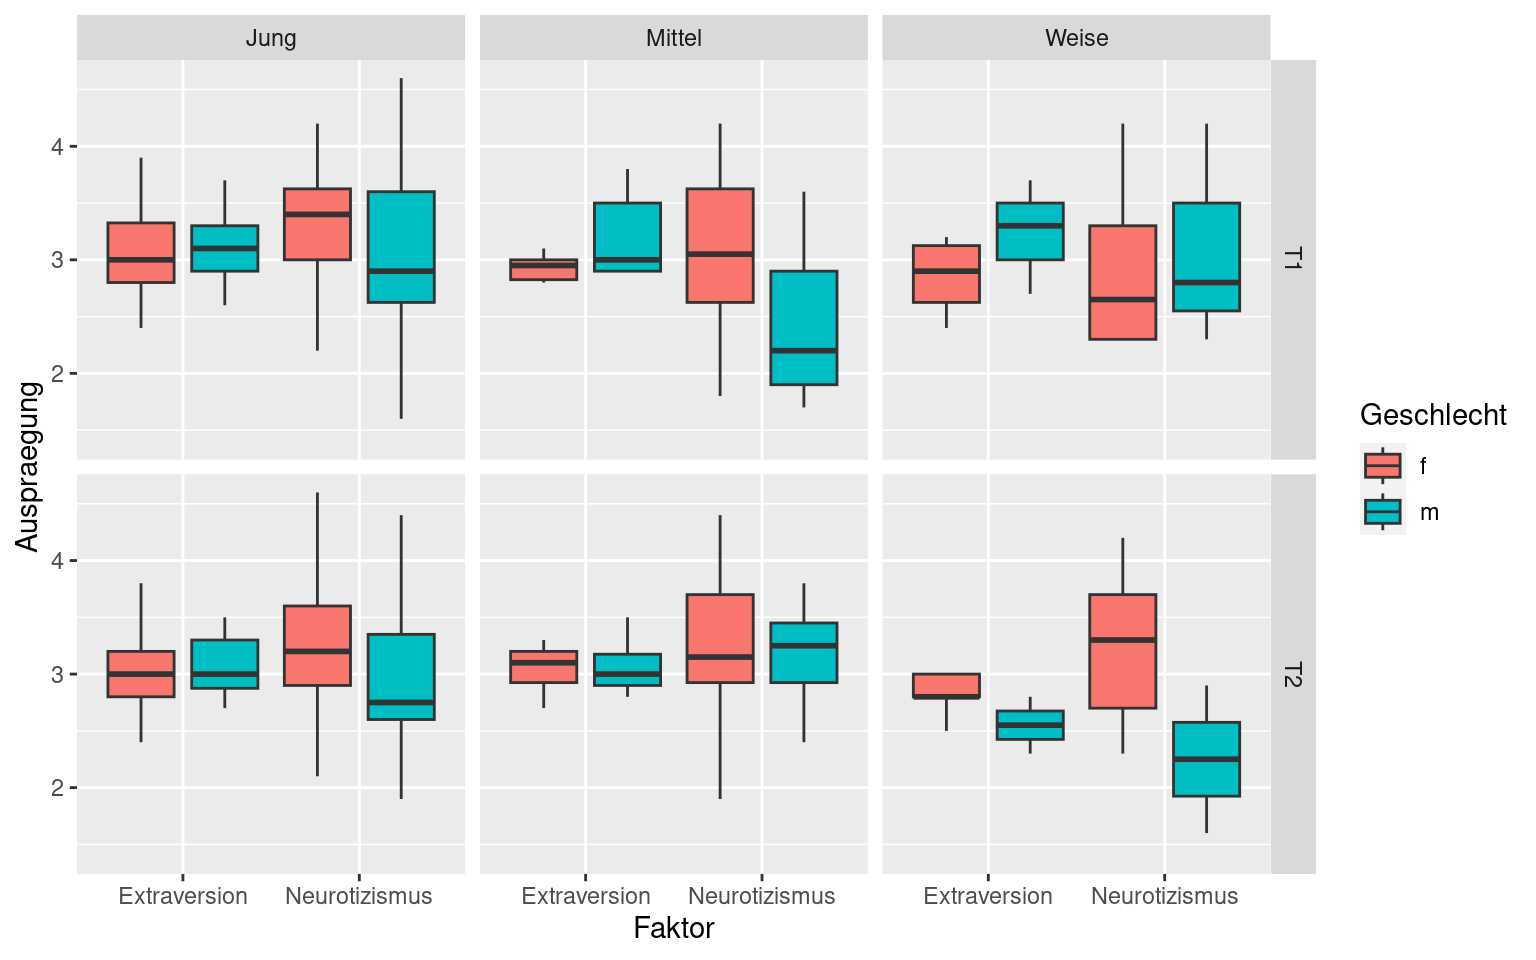 Jung
Mittel
Weise
4
3
2
T1
4
3
2
T2
Auspraegung
Extraversion
Neurotizismus
Extraversion
Neurotizismus
Extraversion
Neurotizismus
Faktor
Geschlecht
f
m